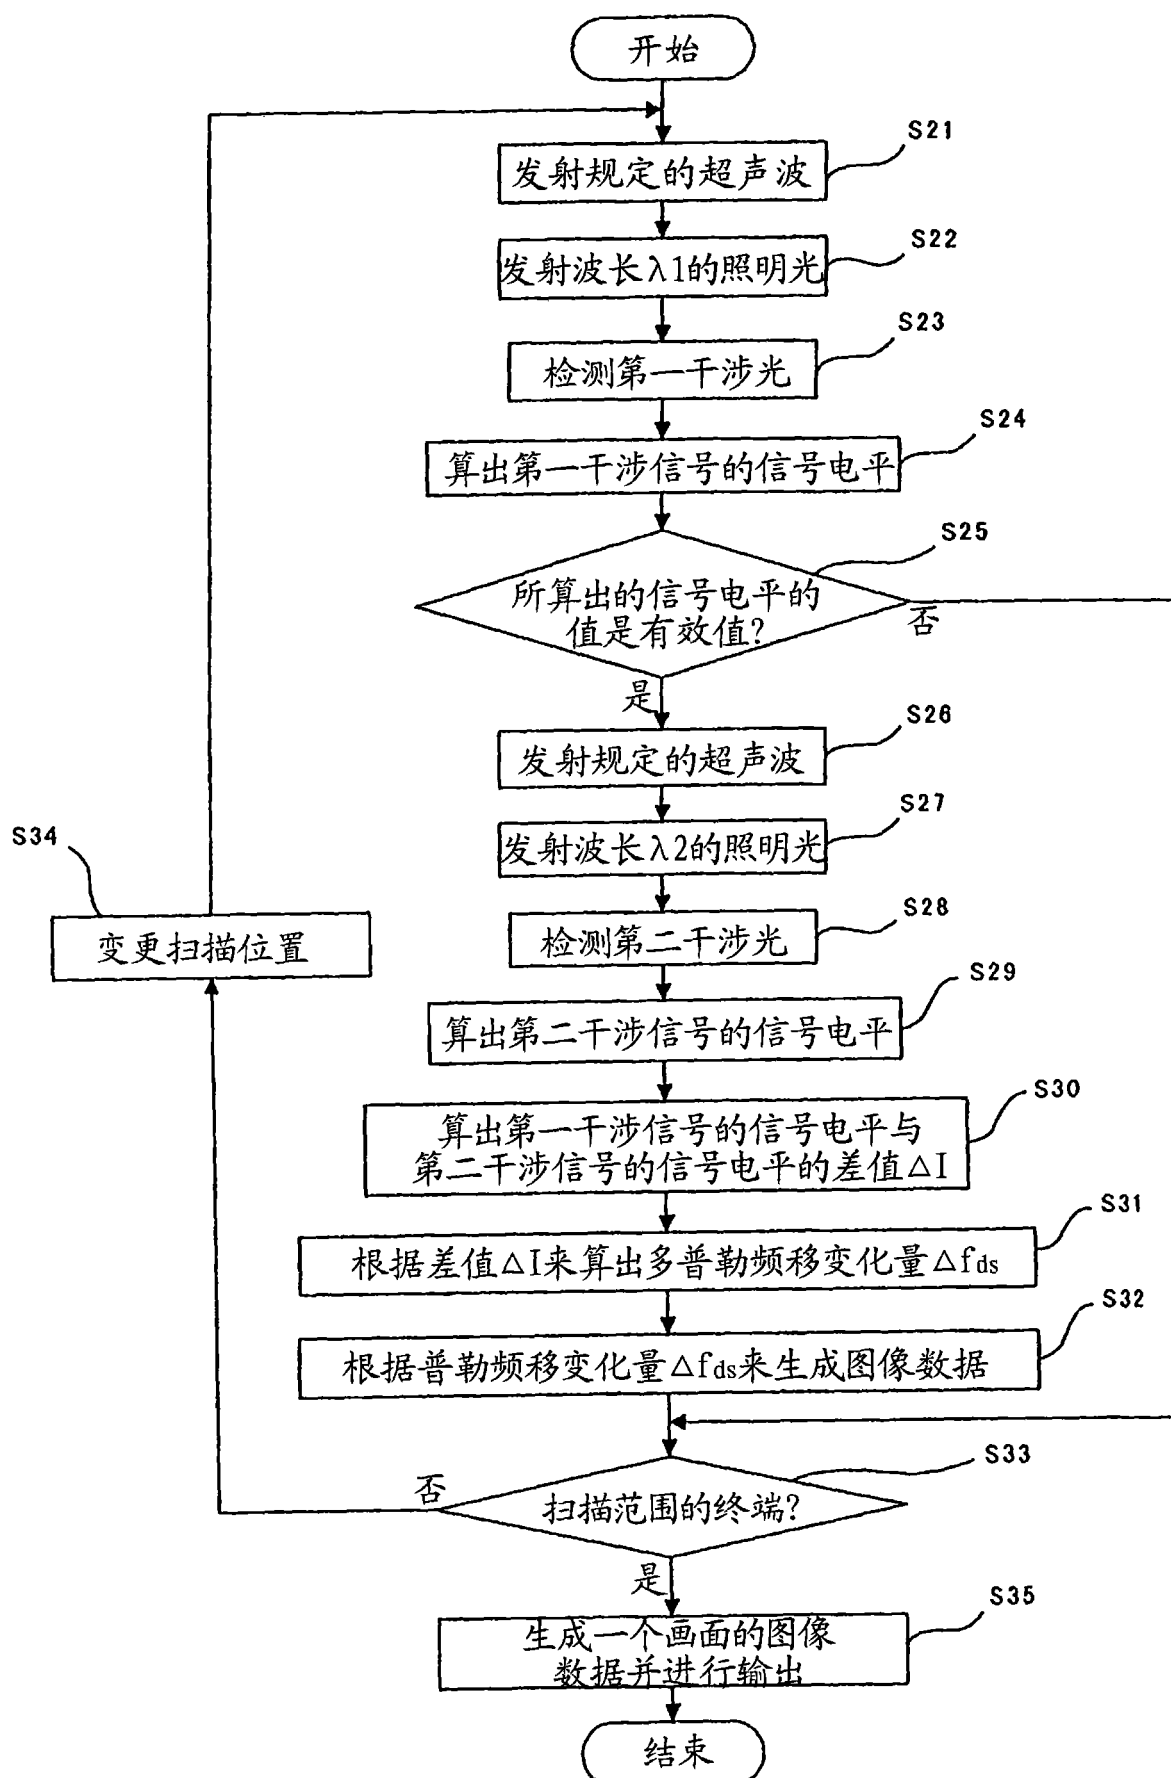 开始
S21
发射规定的超声波
S22
发射波长λ1的照明光
S23
检测第一干涉光
S24
算出第一干涉信号的信号电平
S25
所算出的信号电平的
值是有效值?
否
是
S26
发射规定的超声波
S27
发射波长λ2的照明光
S28
检测第二干涉光
S34
变更扫描位置
S29
算出第二干涉信号的信号电平
S30
算出第一干涉信号的信号电平与
第二干涉信号的信号电平的差值△I
S31
根据差值△I来算出多普勒频移变化量△fds
S32
根据普勒频移变化量△fds来生成图像数据
S33
否
扫描范围的终端?
是
S35
生成一个画面的图像
数据并进行输出
结束